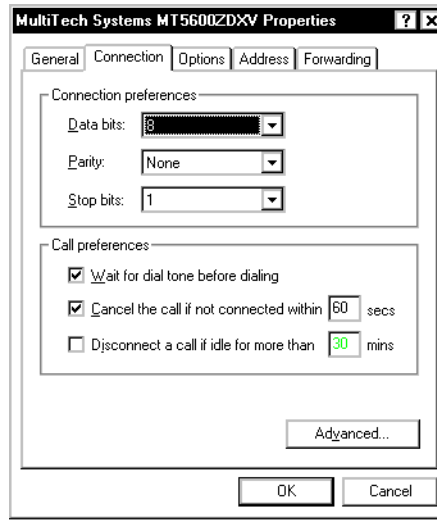 MultiTech Systems MT5600ZDXV Properties ? X
General Connection Options Address Forwarding
Connection preferences
Data bits: 8
Parity: None
Stop bits: 1
Call preferences
Wait for dial tone before dialing
Cancel the call if not connected within 60 secs
Disconnect a call if idle for more than 30 mins
Advanced...
OK Cancel